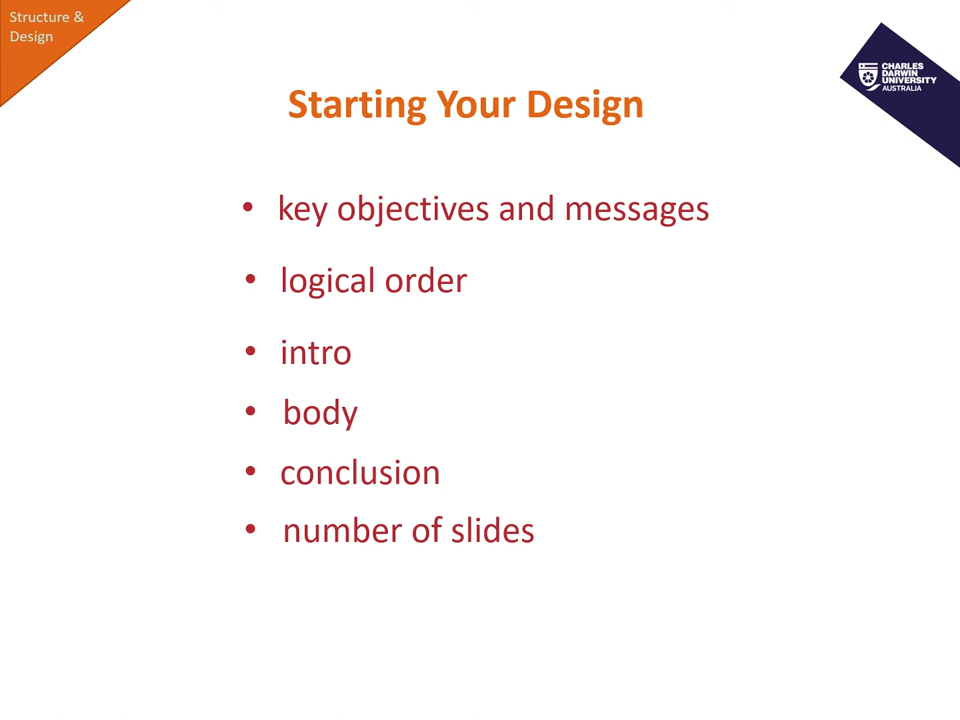 Structure &
Design
CHARLES
DARWIN
UNIVERSITY
AUSTRALIA
Starting Your Design
• key objectives and messages
• logical order
• intro
• body
• conclusion
• number of slides